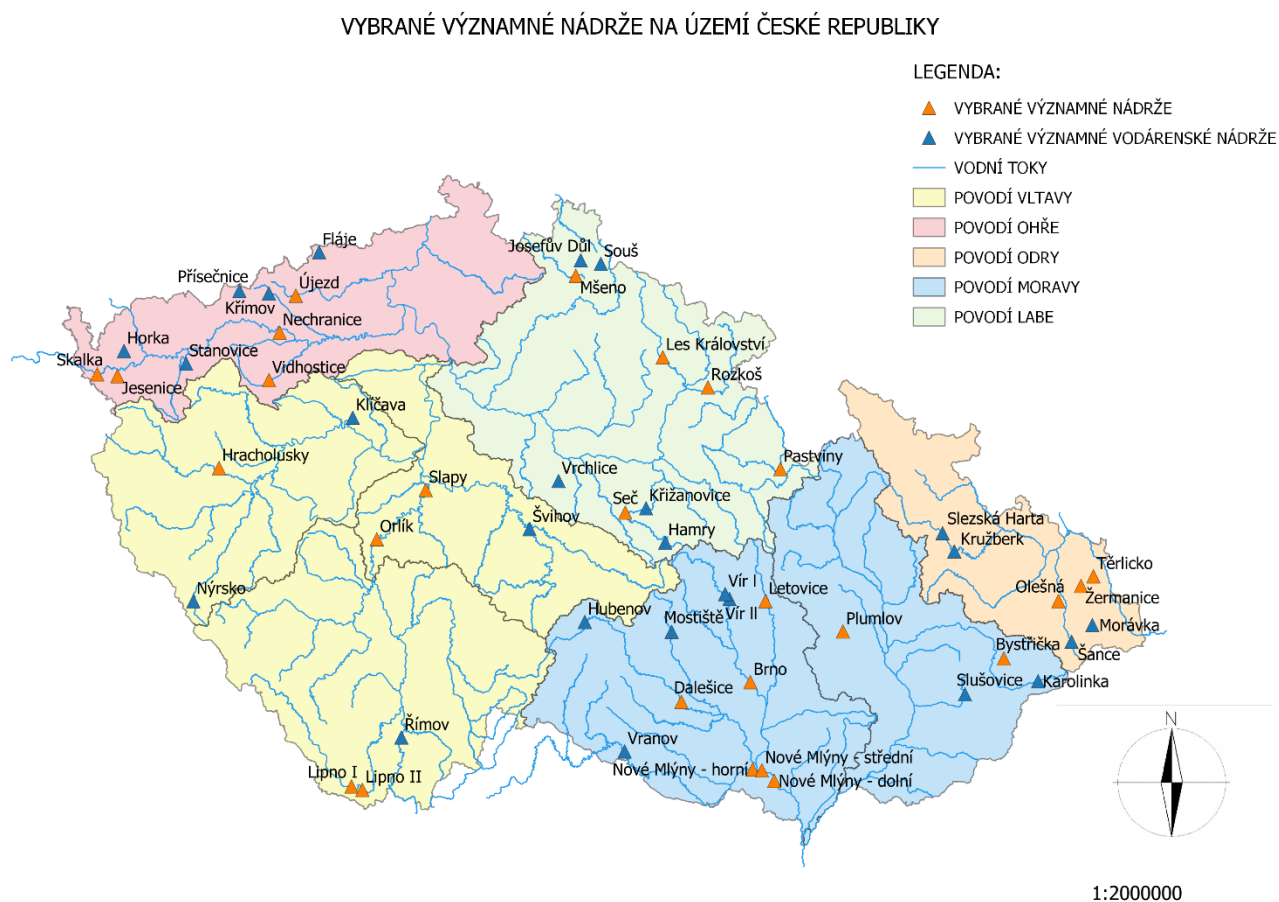 VYBRANÉ VÝZNAMNÉ NÁDRŽE NA ÚZEMÍ ČESKÉ REPUBLIKY
LEGENDA:
VYBRANÉ VÝZNAMNÉ NÁDRŽE
VYBRANÉ VÝZNAMNÉ VODÁRENSKÉ NÁDRŽE
VODNÍ TOKY
POVODÍ VLTAVY
POVODÍ OHŘE
POVODÍ ODRY
POVODÍ MORAVY
POVODÍ LABE
Fláje
Josefův Důl
Souš
Přísečnice
Újezd
Mšeno
Křímov
Nechranice
Horka
Stanovice
Skalka
Jesenice
Vidhostice
Les Království
Rozkoš
Klíčava
Hracholusky
Slapy
Vrchlice
Pastviny
Seč
Křižanovice
Orlík
Švihov
Hamry
Slezská Harta
Kružberk
Těrlicko
Olešná
Žermanice
Nýrsko
Vír I
Letovice
Vír II
Hubenov
Mostiště
Plumlov
Morávka
Šance
Bystřička
Brno
Slušovice
Karolinka
Dalešice
Římov
Vranov
Nové Mlýny - střední
Nové Mlýny - horní
Nové Mlýny - dolní
Lipno I
Lipno II
N
1:2000000